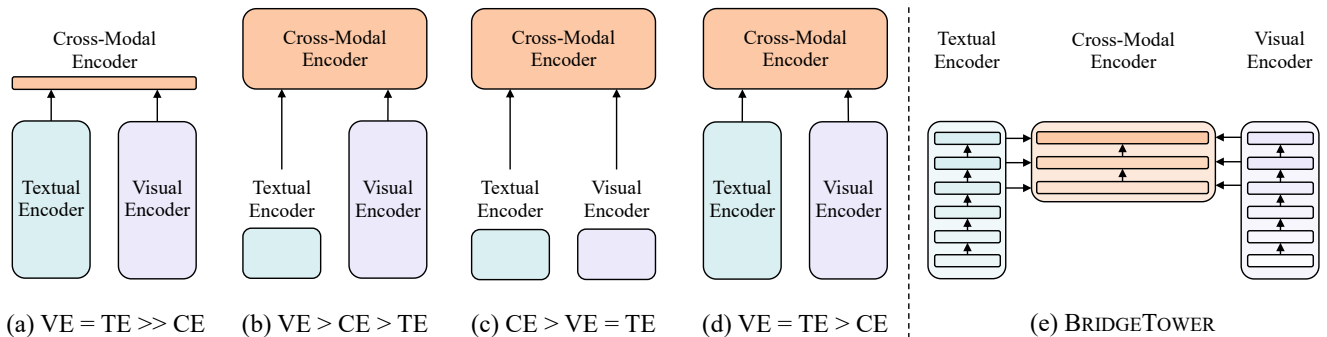 Cross-Modal
Encoder
Textual
Encoder
Visual
Encoder
(a) VE = TE >> CE
Cross-Modal
Encoder
Textual
Encoder
Visual
Encoder
(b) VE > CE > TE
Cross-Modal
Encoder
Textual
Encoder
Visual
Encoder
(c) CE > VE = TE
Cross-Modal
Encoder
Textual
Encoder
Visual
Encoder
(d) VE = TE > CE
Textual
Encoder
Cross-Modal
Encoder
Visual
Encoder
(e) BRIDGETOWER